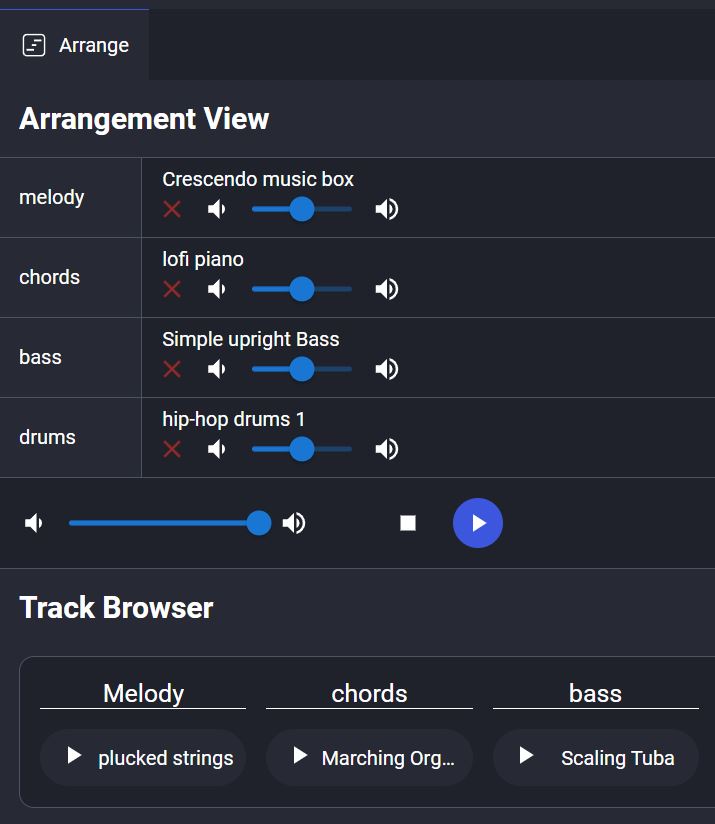 Arrange
Arrangement View
melody
Crescendo music box
chords
lofi piano
bass
Simple upright Bass
drums
hip-hop drums 1
Track Browser
Melody
chords
bass
plucked strings
Marching Org...
Scaling Tuba